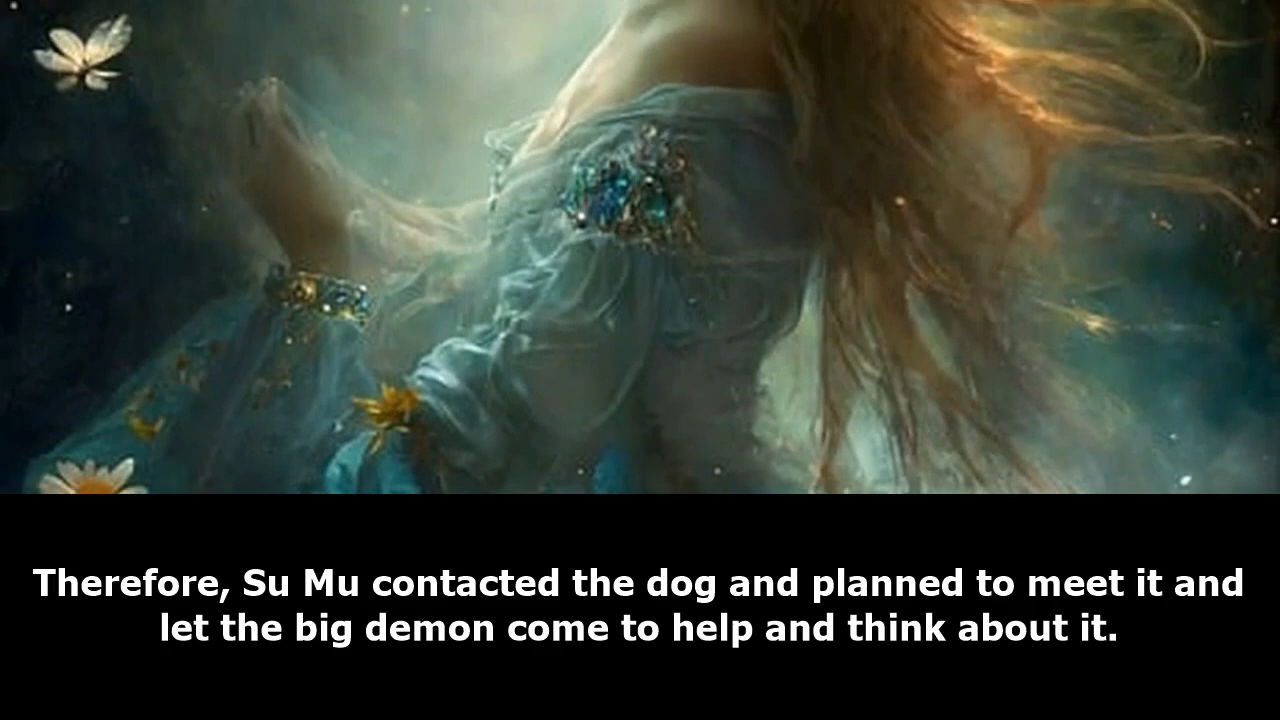 Therefore, Su Mu contacted the dog and planned to meet it and
let the big demon come to help and think about it.